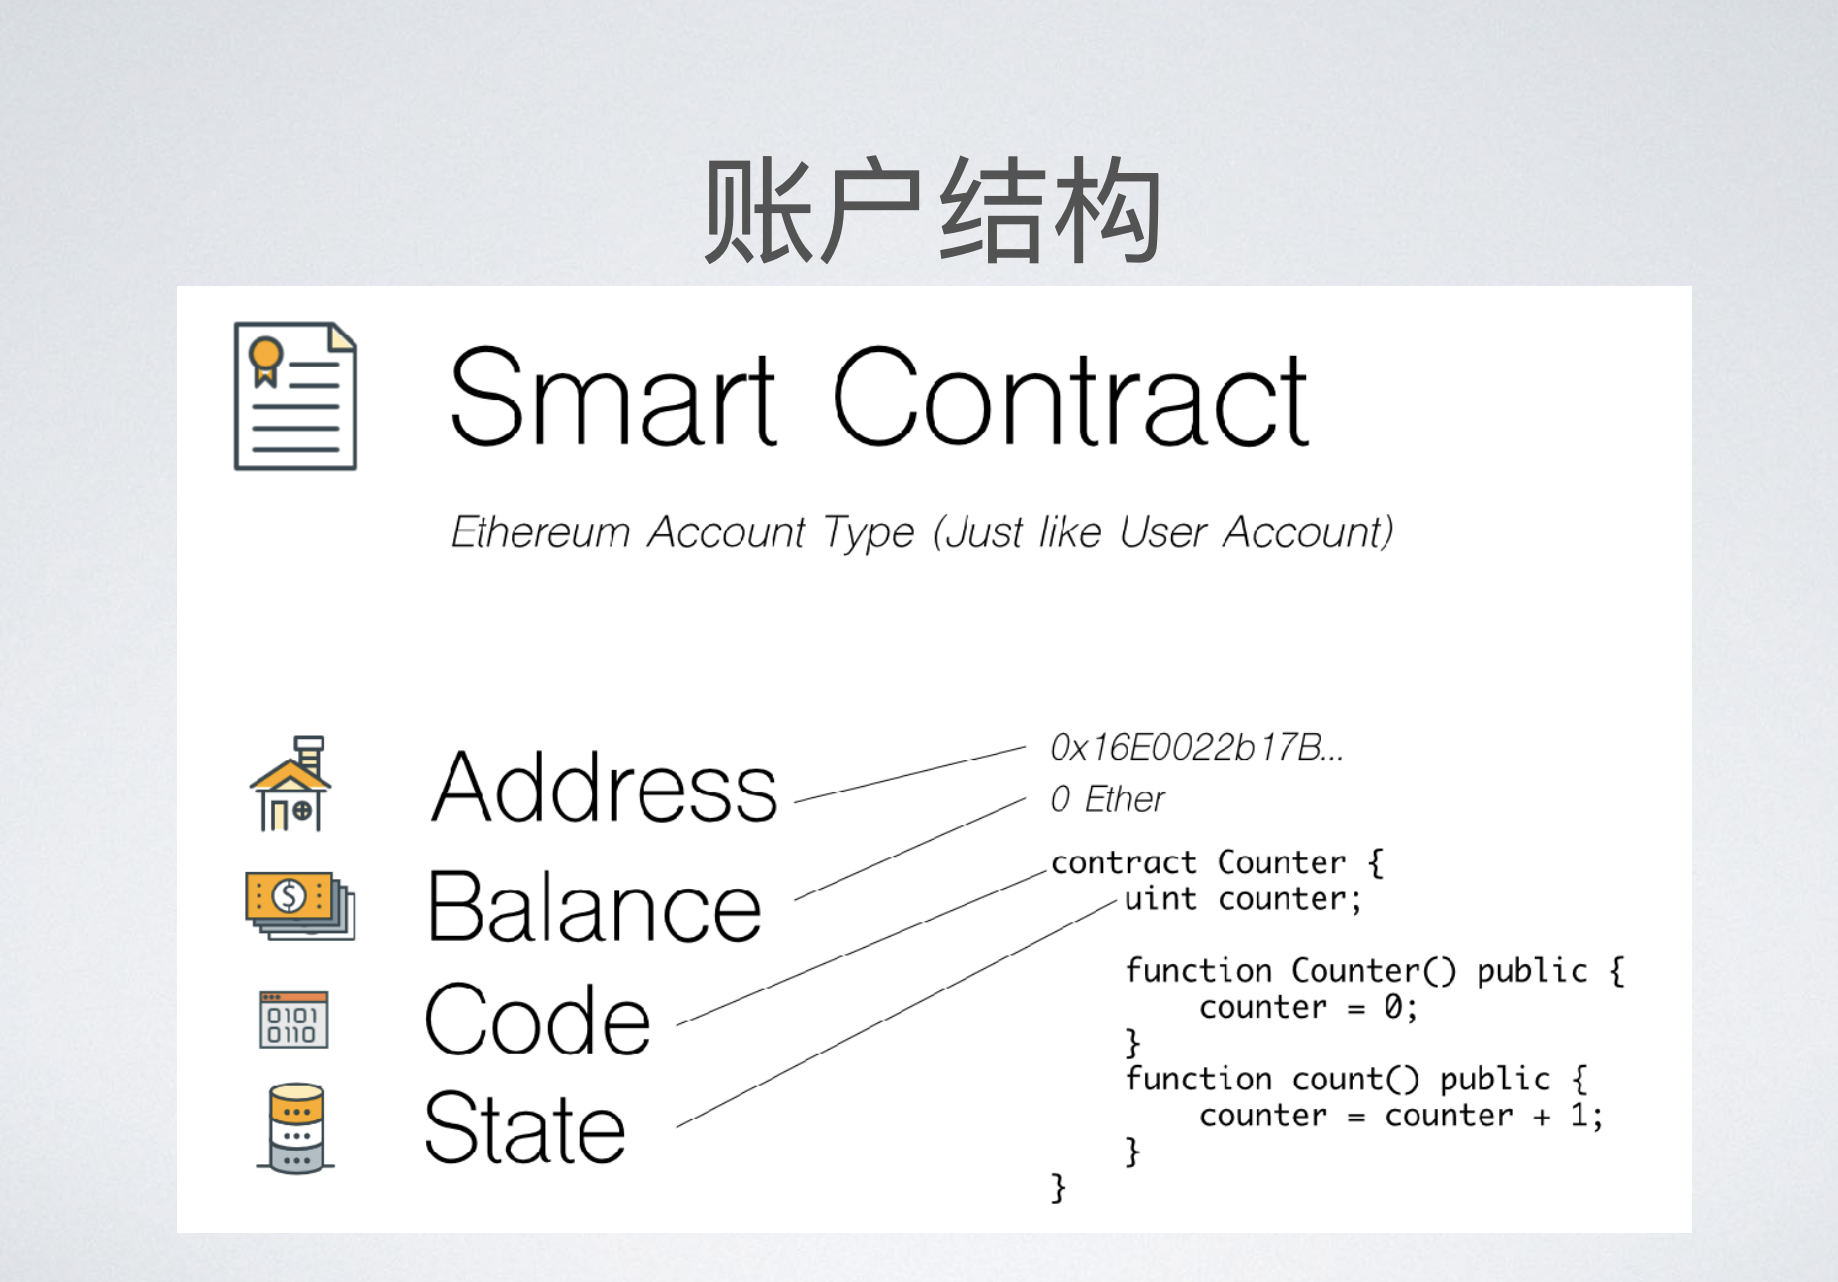 账户结构
Smart Contract
Ethereum Account Type (Just like User Account)
Address
0x16E0022b17B...
Balance
0 Ether
Code
State
contract Counter {
uint counter;
function Counter() public {
counter = 0;
}
function count() public {
counter = counter + 1;
}
}
0101
0110
$